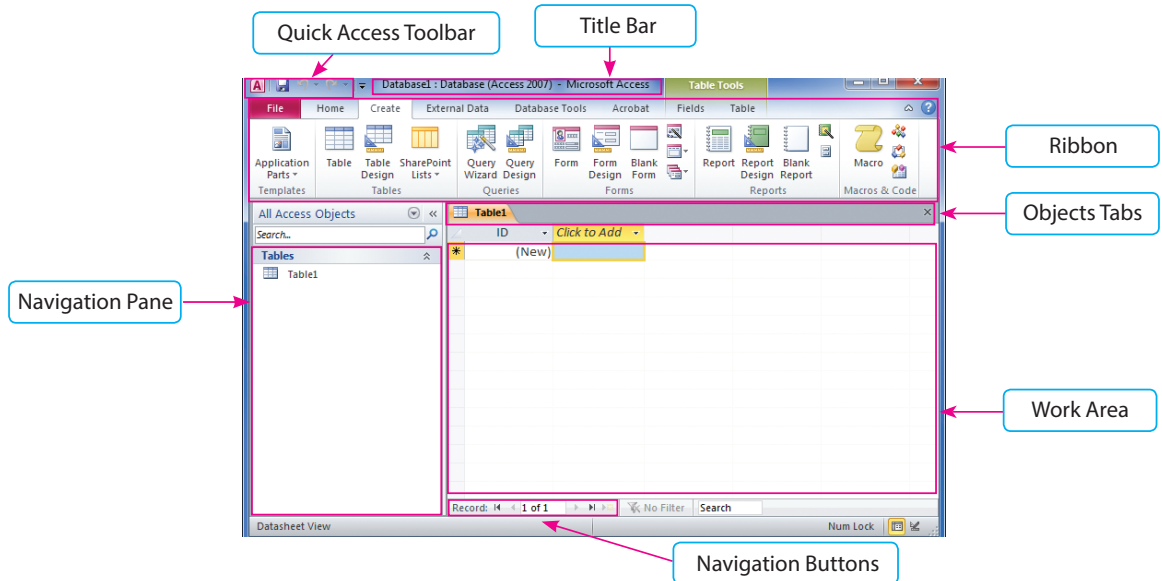 Quick Access Toolbar
Title Bar
A
Database1 : Database (Access 2007) - Microsoft Access
Table Tools
File Home Create External Data Database Tools Acrobat Fields Table
Ribbon
Application Parts
Table
Table Design
SharePoint Lists
Query Wizard
Query Design
Form
Form Design
Blank Form
Report
Report Design
Blank Report
Macro
Templates Tables Queries Forms Reports Macros & Code
All Access Objects
Table1
Objects Tabs
Search...
ID Click to Add
Tables
(New)
Table1
Navigation Pane
Work Area
Record: 1 of 1 No Filter Search
Datasheet View
Num Lock
Navigation Buttons